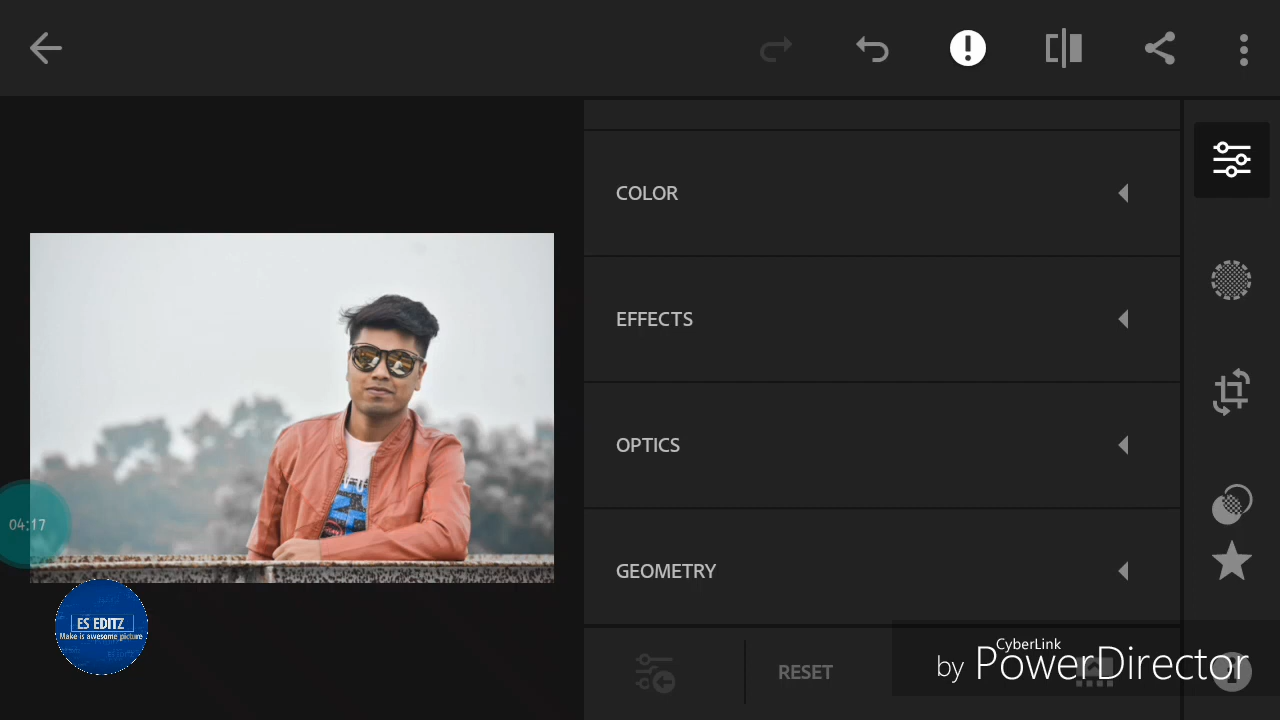 COLOR
EFFECTS
OPTICS
GEOMETRY
04:17
ES EDITZ
Make is awesome picture
RESET
CyberLink
by PowerDirector